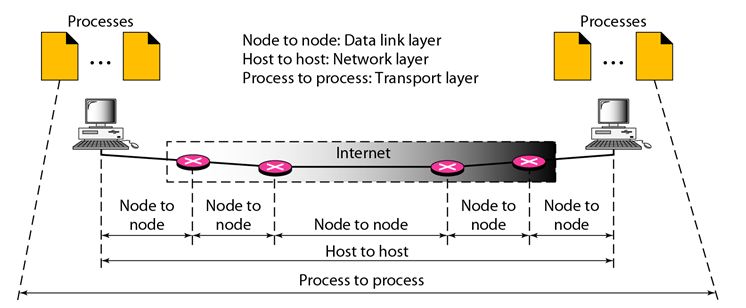 Processes
Processes
Node to node: Data link layer
Host to host: Network layer
Process to process: Transport layer
...
...
Internet
Node to
node
Node to
node
Node to node
Node to
node
Node to
node
Host to host
Process to process